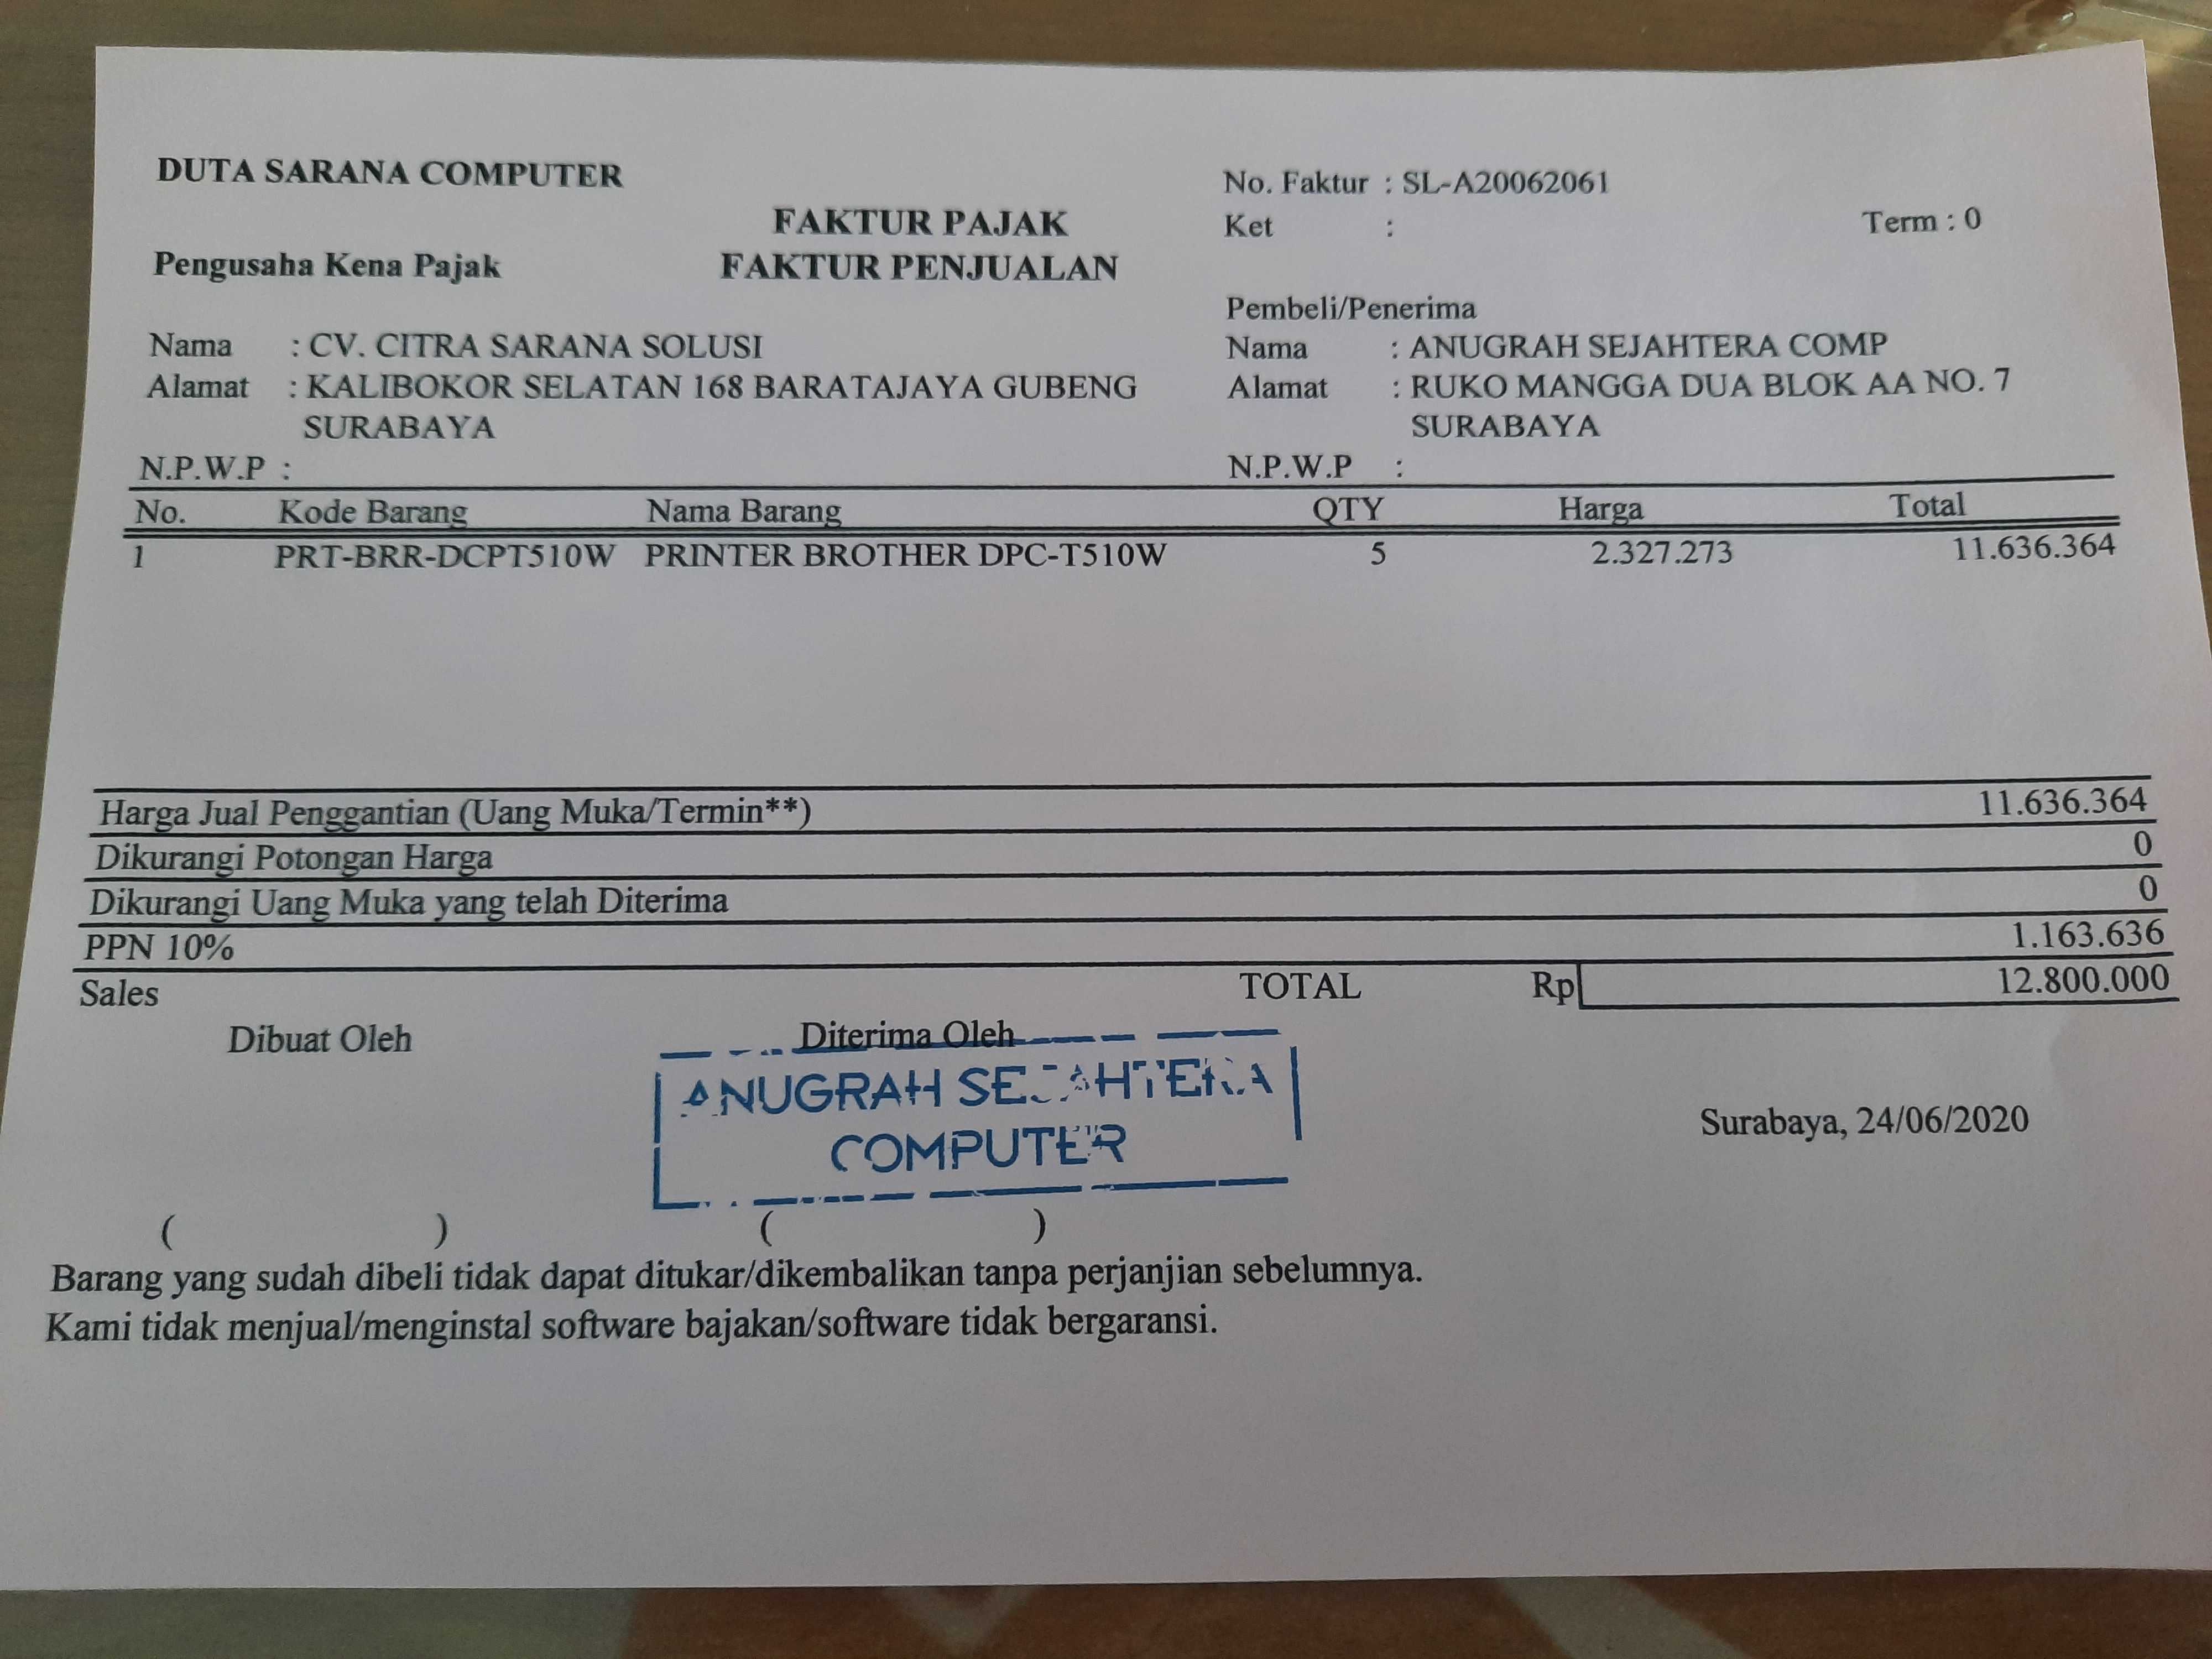 DUTA SARANA COMPUTER
FAKTUR PAJAK
Pengusaha Kena Pajak
FAKTUR PENJUALAN
No. Faktur : SL-A20062061
Ket :
Term : 0
Nama : CV. CITRA SARANA SOLUSI
Alamat : KALIBOKOR SELATAN 168 BARATAJAYA GUBENG
SURABAYA
N.P.W.P :
Pembeli/Penerima
Nama : ANUGRAH SEJAHTERA COMP
Alamat : RUKO MANGGA DUA BLOK AA NO. 7
SURABAYA
N.P.W.P :
No. Kode Barang Nama Barang QTY Harga Total
1 PRT-BRR-DCPT510W PRINTER BROTHER DPC-T510W 5 2.327.273 11.636.364
Harga Jual Penggantian (Uang Muka/Termin**) 11.636.364
Dikurangi Potongan Harga 0
Dikurangi Uang Muka yang telah Diterima 0
PPN 10% 1.163.636
Sales TOTAL Rp 12.800.000
Dibuat Oleh Diterima Oleh
ANUGRAH SEJAHTERA
COMPUTER
Surabaya, 24/06/2020
( ) ( )
Barang yang sudah dibeli tidak dapat ditukar/dikembalikan tanpa perjanjian sebelumnya.
Kami tidak menjual/menginstal software bajakan/software tidak bergaransi.